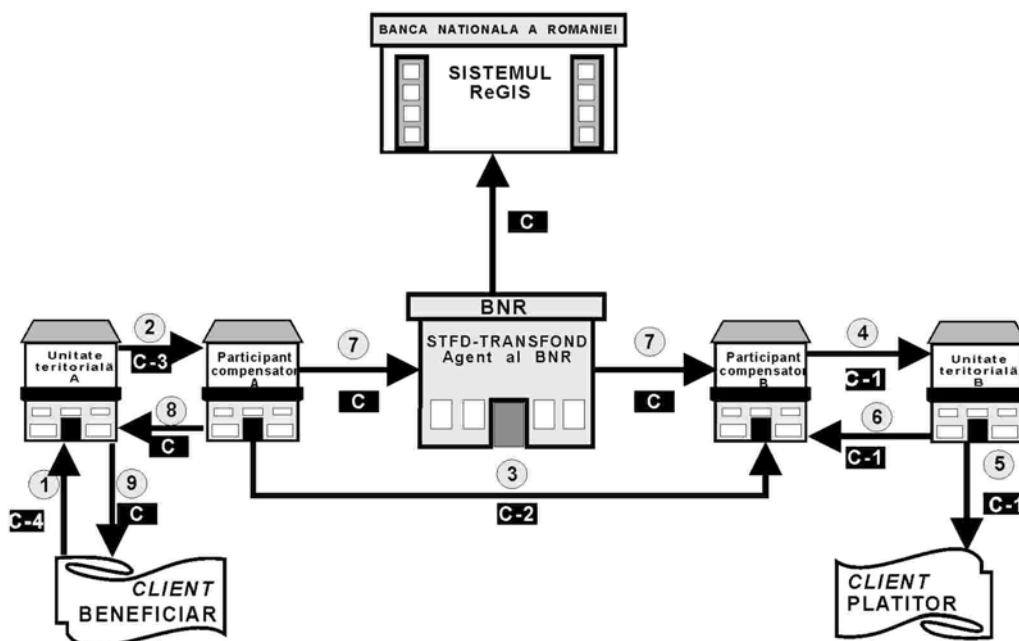 BANCA NATIONALA A ROMANIEI
SISTEMUL
ReGIS
C
BNR
STFD-TRANSFOND
Agent al BNR
Unitate
teritorială
A
2
C-3
Participant
compensator
A
7
C
7
C
Participant
compensator
B
4
C-1
Unitate
teritorială
B
8
C
6
C-1
1
C-4
9
C
3
C-2
5
C-1
CLIENT
BENEFICIAR
CLIENT
PLATITOR